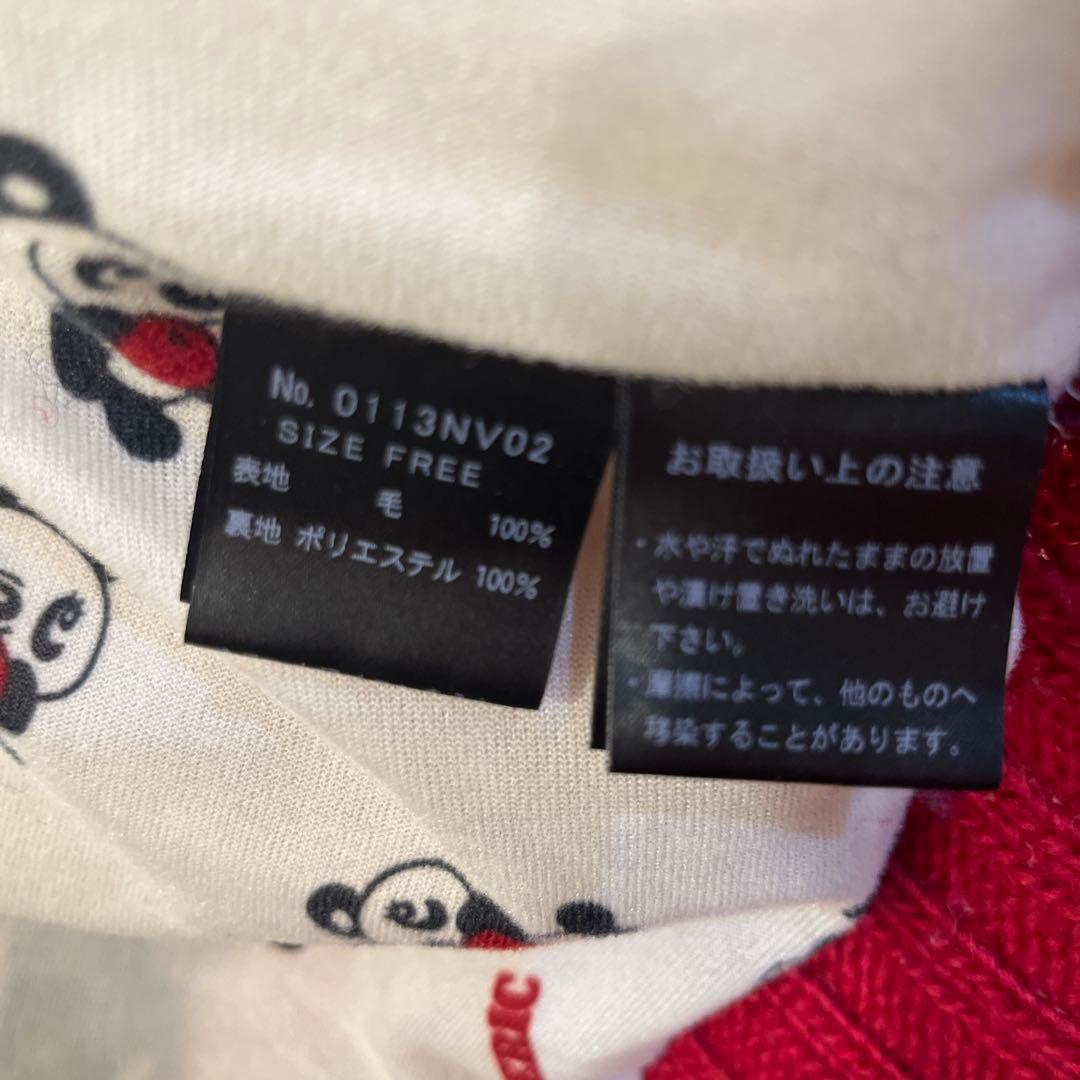 No. 0113NV02
SIZE FREE
表地 毛 100%
裏地 ポリエステル 100%
お取扱い上の注意
・水や汗でぬれたままの放置
や漬け置き洗いは、お避け
下さい。
・摩擦によって、他のものへ
移染することがあります。